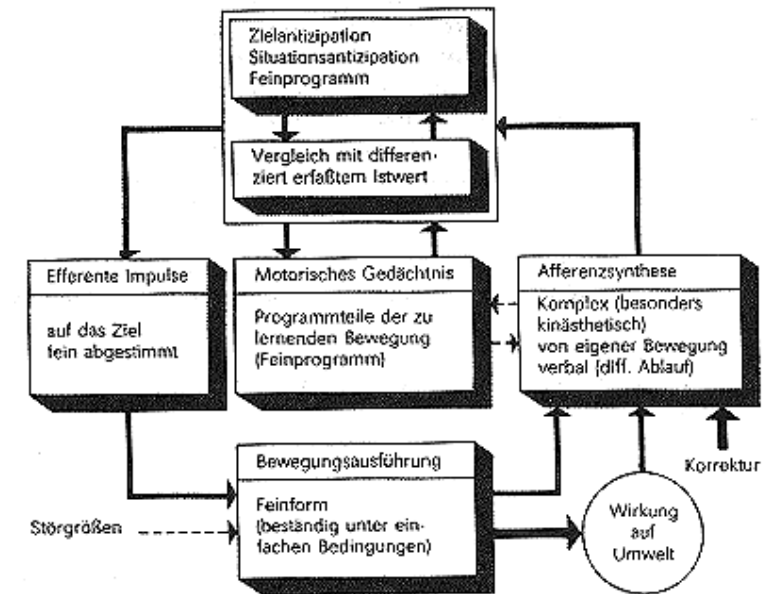 Zielantizipation
Situationsantizipation
Feinprogramm
Vergleich mit differen-
ziert erfaßtem Istwert
Efferente Impulse
auf das Ziel
fein abgestimmt
Motorisches Gedächtnis
Programmteile der zu
lernenden Bewegung
(Feinprogramm)
Afferenzsynthese
Komplex (besonders
kinästhetisch)
von eigener Bewegung
verbal (diff. Ablauf)
Korrektur
Bewegungsausführung
Feinform
(beständig unter ein-
fachen Bedingungen)
Störgrößen
Wirkung
auf
Umwelt